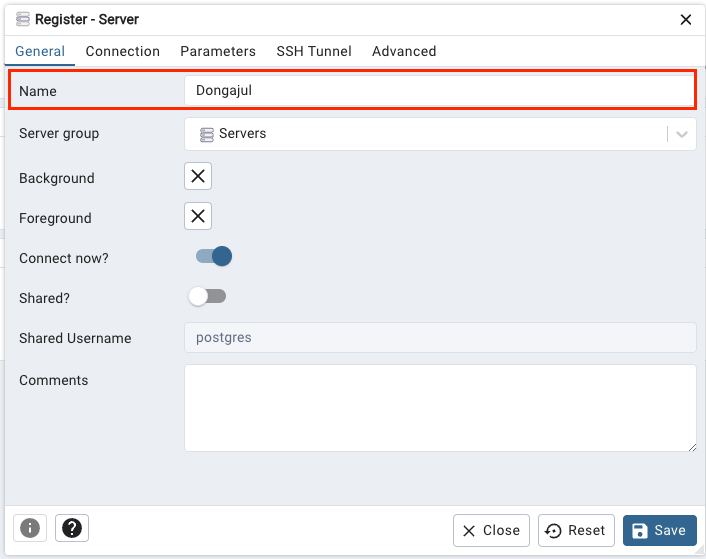 Register - Server
General Connection Parameters SSH Tunnel Advanced
Name Dongajul
Server group Servers
Background
Foreground
Connect now?
Shared?
Shared Username postgres
Comments
Close Reset Save